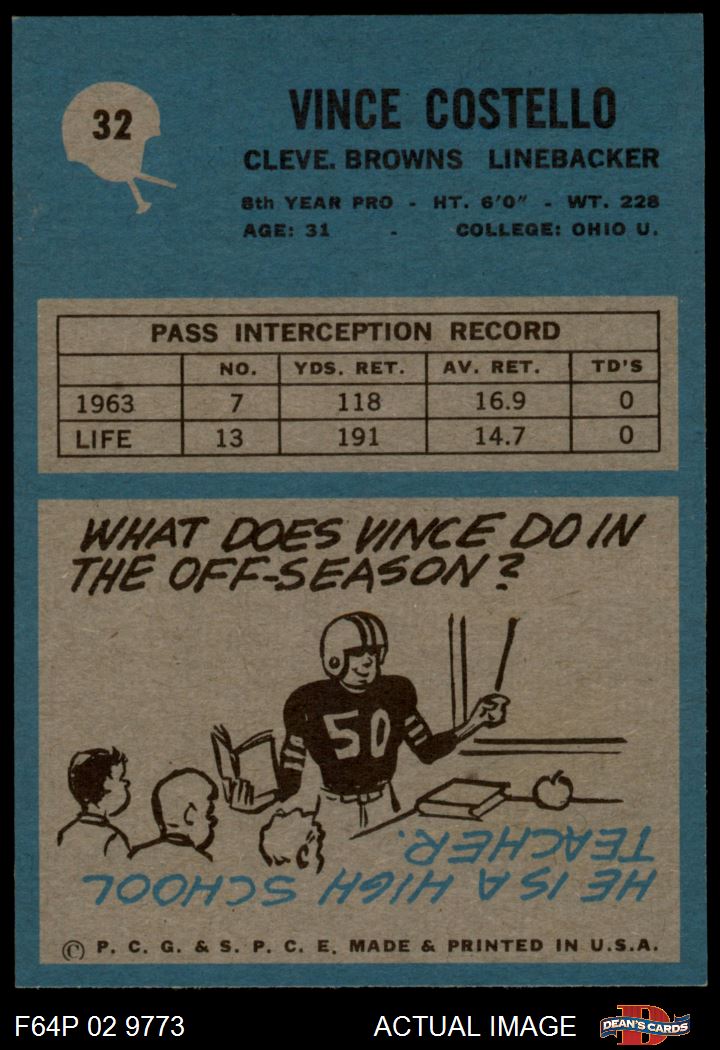 32
VINCE COSTELLO
CLEVE. BROWNS LINEBACKER
8th YEAR PRO - HT. 6'0" - WT. 228
AGE: 31 - COLLEGE: OHIO U.
PASS INTERCEPTION RECORD
NO. YDS. RET. AV. RET. TD'S
1963 7 118 16.9 0
LIFE 13 191 14.7 0
WHAT DOES VINCE DO IN
THE OFF-SEASON?
50
HE IS A HIGH SCHOOL
TEACHER.
© P. C. G. & S. P. C. E. MADE & PRINTED IN U.S.A.
F64P 02 9773 ACTUAL IMAGE
D
DEAN'S CARDS